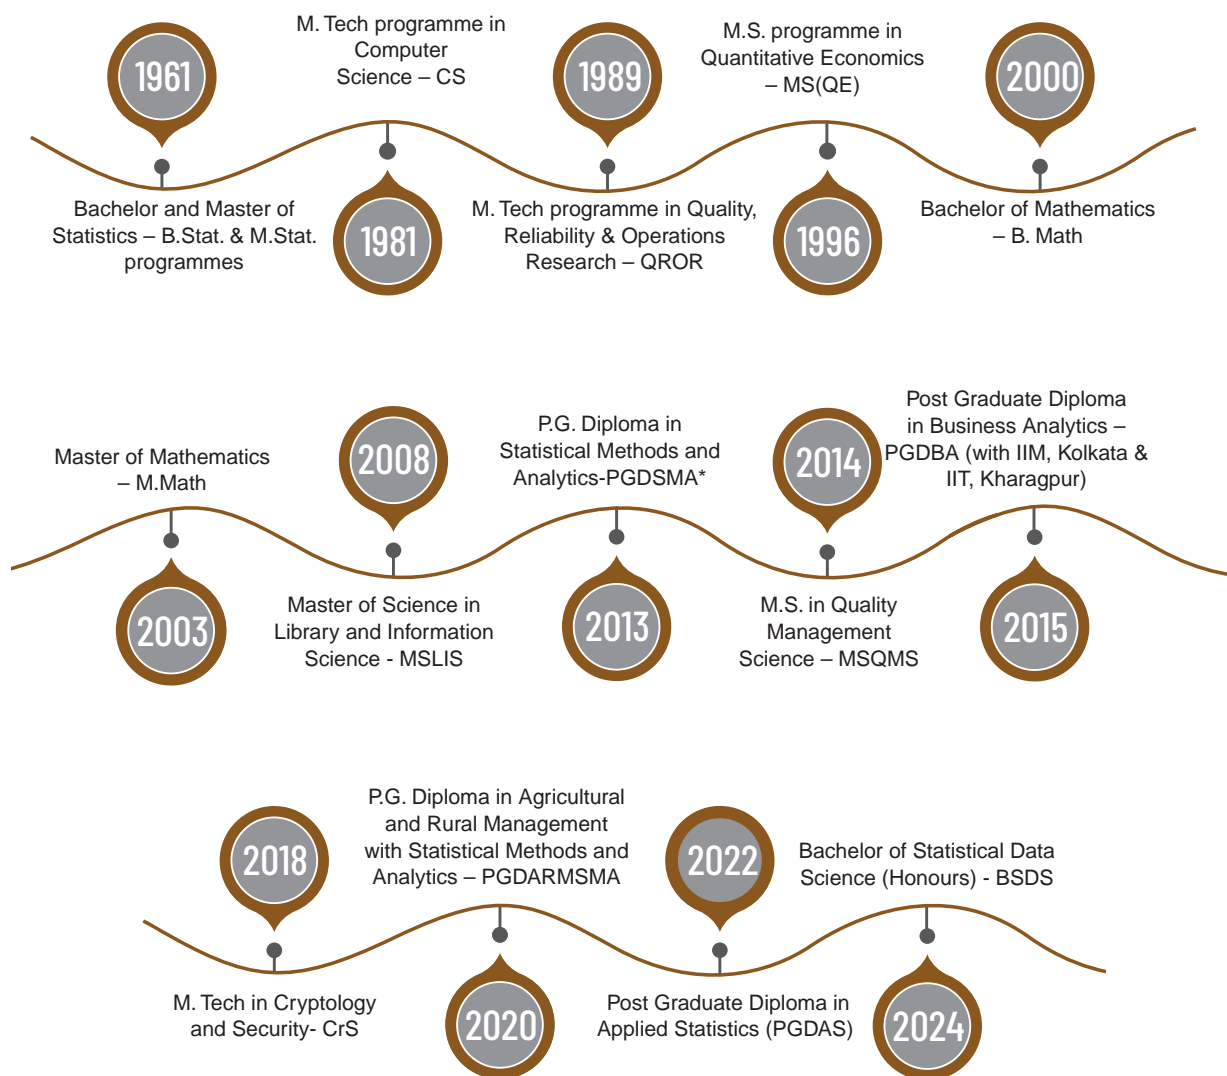 1961
Bachelor and Master of
Statistics – B.Stat. & M.Stat.
programmes
M. Tech programme in
Computer
Science – CS
1981
1989
M. Tech programme in Quality,
Reliability & Operations
Research – QROR
M.S. programme in
Quantitative Economics
– MS(QE)
1996
2000
Bachelor of Mathematics
– B. Math
Master of Mathematics
– M.Math
2003
2008
Master of Science in
Library and Information
Science - MSLIS
P.G. Diploma in
Statistical Methods and
Analytics-PGDSMA*
2013
2014
M.S. in Quality
Management
Science – MSQMS
Post Graduate Diploma
in Business Analytics –
PGDBA (with IIM, Kolkata &
IIT, Kharagpur)
2015
2018
M. Tech in Cryptology
and Security- CrS
P.G. Diploma in Agricultural
and Rural Management
with Statistical Methods and
Analytics – PGDARMSMA
2020
2022
Post Graduate Diploma in
Applied Statistics (PGDAS)
Bachelor of Statistical Data
Science (Honours) - BSDS
2024